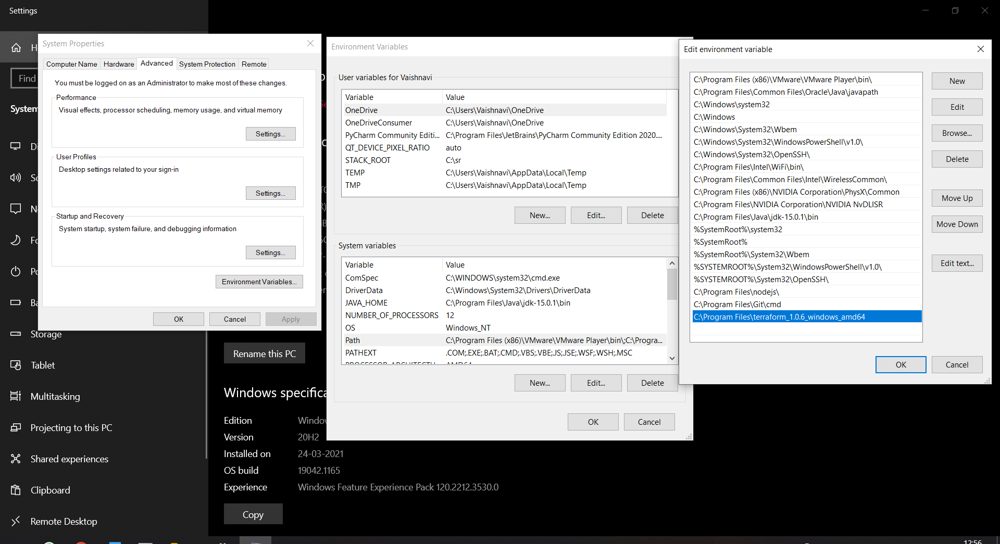 Settings
Find
System
Storage
Tablet
Multitasking
Projecting to this PC
Shared experiences
Clipboard
Remote Desktop
System Properties
Computer Name
Hardware
Advanced
System Protection
Remote
You must be logged on as an Administrator to make most of these changes.
Performance
Visual effects, processor scheduling, memory usage, and virtual memory
Settings...
User Profiles
Desktop settings related to your sign-in
Settings...
Startup and Recovery
System startup, system failure, and debugging information
Settings...
Environment Variables...
OK
Cancel
Apply
Rename this PC
Windows specifica
Edition
Version 20H2
Installed on 24-03-2021
OS build 19042.1165
Experience Windows Feature Experience Pack 120.2212.3530.0
Copy
Environment Variables
User variables for Vaishnavi
Variable Value
OneDrive C:\Users\Vaishnavi\OneDrive
OneDriveConsumer C:\Users\Vaishnavi\OneDrive
PyCharm Community Editi... C:\Program Files\JetBrains\PyCharm Community Edition 2020....
QT_DEVICE_PIXEL_RATIO auto
STACK_ROOT C:\sr
TEMP C:\Users\Vaishnavi\AppData\Local\Temp
TMP C:\Users\Vaishnavi\AppData\Local\Temp
New... Edit... Delete
System variables
Variable Value
ComSpec C:\WINDOWS\system32\cmd.exe
DriverData C:\Windows\System32\Drivers\DriverData
JAVA_HOME C:\Program Files\Java\jdk-15.0.1\bin
NUMBER_OF_PROCESSORS 12
OS Windows_NT
Path C:\Program Files (x86)\VMware\VMware Player\bin\;C:\Progra...
PATHEXT .COM;.EXE;.BAT;.CMD;.VBS;.VBE;.JS;.JSE;.WSF;.WSH;.MSC
New... Edit... Delete
OK Cancel
Edit environment variable
C:\Program Files (x86)\VMware\VMware Player\bin\
C:\Program Files\Common Files\Oracle\Java\javapath
C:\Windows\system32
C:\Windows
C:\Windows\System32\Wbem
C:\Windows\System32\WindowsPowerShell\v1.0\
C:\Windows\System32\OpenSSH\
C:\Program Files\Intel\WiFi\bin\
C:\Program Files\Common Files\Intel\WirelessCommon\
C:\Program Files (x86)\NVIDIA Corporation\PhysX\Common
C:\Program Files\NVIDIA Corporation\NVIDIA NvDLISR
C:\Program Files\Java\jdk-15.0.1\bin
%SystemRoot%\system32
%SystemRoot%
%SystemRoot%\System32\Wbem
%SYSTEMROOT%\System32\WindowsPowerShell\v1.0\
%SYSTEMROOT%\System32\OpenSSH\
C:\Program Files\nodejs\
C:\Program Files\Git\cmd
C:\Program Files\terraform_1.0.6_windows_amd64
New
Edit
Browse...
Delete
Move Up
Move Down
Edit text...
OK Cancel
12:56